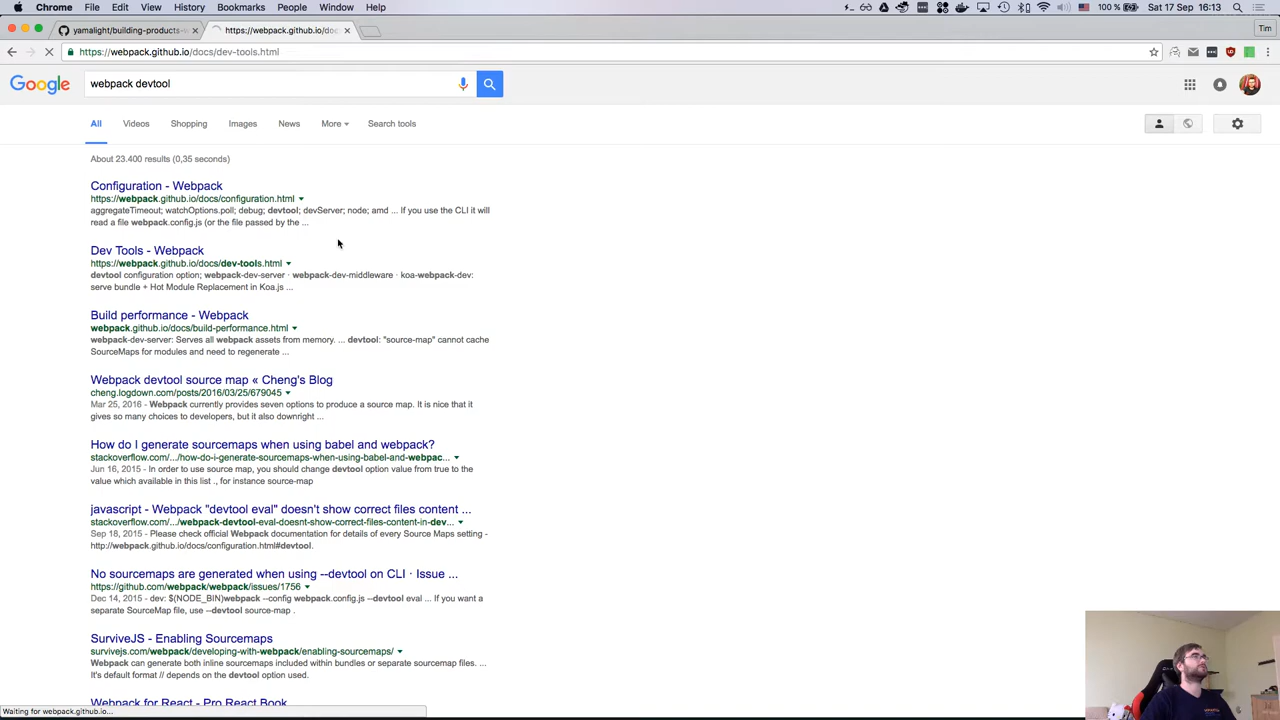 Chrome File Edit View History Bookmarks People Window Help 100 % Sat 17 Sep 16:13
yamalight/building-products-w × https://webpack.github.io/doc × Tim
https://webpack.github.io/docs/dev-tools.html
Google webpack devtool
All Videos Shopping Images News More Search tools
About 23.400 results (0,35 seconds)
Configuration - Webpack
https://webpack.github.io/docs/configuration.html
aggregateTimeout; watchOptions.poll; debug; devtool; devServer; node; amd ... If you use the CLI it will
read a file webpack.config.js (or the file passed by the ...
Dev Tools - Webpack
https://webpack.github.io/docs/dev-tools.html
devtool configuration option; webpack-dev-server · webpack-dev-middleware · koa-webpack-dev:
serve bundle + Hot Module Replacement in Koa.js ...
Build performance - Webpack
webpack.github.io/docs/build-performance.html
webpack-dev-server: Serves all webpack assets from memory. ... devtool: "source-map" cannot cache
SourceMaps for modules and need to regenerate ...
Webpack devtool source map « Cheng's Blog
cheng.logdown.com/posts/2016/03/25/679045
Mar 25, 2016 - Webpack currently provides seven options to produce a source map. It is nice that it
gives so many choices to developers, but it also downright ...
How do I generate sourcemaps when using babel and webpack?
stackoverflow.com/.../how-do-i-generate-sourcemaps-when-using-babel-and-webpac...
Jun 16, 2015 - In order to use source map, you should change devtool option value from true to the
value which available in this list ., for instance source-map
javascript - Webpack "devtool eval" doesn't show correct files content ...
stackoverflow.com/.../webpack-devtool-eval-doesnt-show-correct-files-content-in-dev...
Sep 18, 2015 - Please check official Webpack documentation for details of every Source Maps setting -
http://webpack.github.io/docs/configuration.html#devtool.
No sourcemaps are generated when using --devtool on CLI · Issue ...
https://github.com/webpack/webpack/issues/1756
Dec 14, 2015 - dev: $(NODE_BIN)webpack --config webpack.config.js --devtool eval ... If you want a
separate SourceMap file, use --devtool source-map .
SurviveJS - Enabling Sourcemaps
survivejs.com/webpack/developing-with-webpack/enabling-sourcemaps/
Webpack can generate both inline sourcemaps included within bundles or separate sourcemap files. ...
It's default format // depends on the devtool option used.
Webpack for React - Pro React Book
Waiting for webpack.github.io...